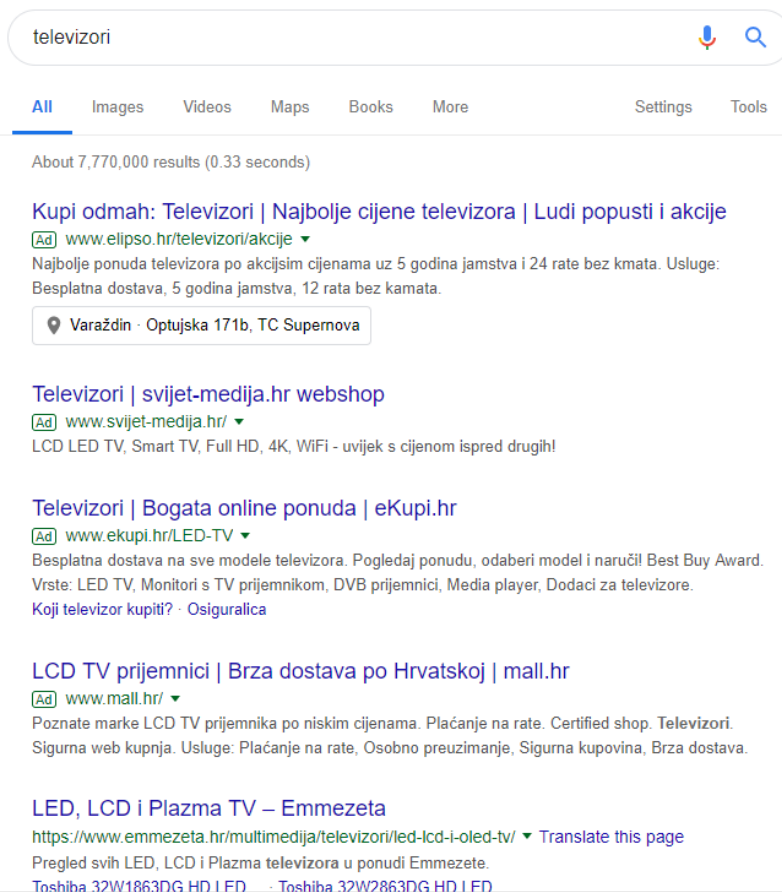 televizori
All Images Videos Maps Books More Settings Tools
About 7,770,000 results (0.33 seconds)
Kupi odmah: Televizori | Najbolje cijene televizora | Ludi popusti i akcije
Ad www.elipso.hr/televizori/akcije
Najbolje ponuda televizora po akcijsim cijenama uz 5 godina jamstva i 24 rate bez kmata. Usluge:
Besplatna dostava, 5 godina jamstva, 12 rata bez kamata.
Varaždin · Optujska 171b, TC Supernova
Televizori | svijet-medija.hr webshop
Ad www.svijet-medija.hr/
LCD LED TV, Smart TV, Full HD, 4K, WiFi - uvijek s cijenom ispred drugih!
Televizori | Bogata online ponuda | eKupi.hr
Ad www.ekupi.hr/LED-TV
Besplatna dostava na sve modele televizora. Pogledaj ponudu, odaberi model i naruči! Best Buy Award.
Vrste: LED TV, Monitori s TV prijemnikom, DVB prijemnici, Media player, Dodaci za televizore.
Koji televizor kupiti? · Osiguralica
LCD TV prijemnici | Brza dostava po Hrvatskoj | mall.hr
Ad www.mall.hr/
Poznate marke LCD TV prijemnika po niskim cijenama. Plaćanje na rate. Certified shop. Televizori.
Sigurna web kupnja. Usluge: Plaćanje na rate, Osobno preuzimanje, Sigurna kupovina, Brza dostava.
LED, LCD i Plazma TV – Emmezeta
https://www.emmezeta.hr/multimedija/televizori/led-lcd-i-oled-tv/ Translate this page
Pregled svih LED, LCD i Plazma televizora u ponudi Emmezete.
Toshiba 32W1863DG HD LED ... · Toshiba 32W2863DG HD LED